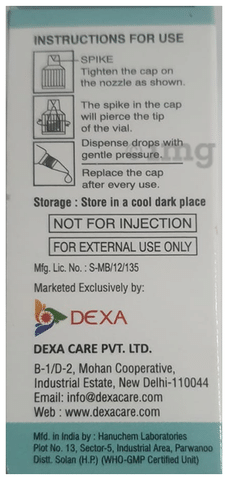 INSTRUCTIONS FOR USE
SPIKE
Tighten the cap on
the nozzle as shown.
The spike in the cap
will pierce the tip
of the vial.
Dispense drops with
gentle pressure.
Replace the cap
after every use.
Storage : Store in a cool dark place
NOT FOR INJECTION
FOR EXTERNAL USE ONLY
Mfg. Lic. No. : S-MB/12/135
Marketed Exclusively by:
DEXA
DEXA CARE PVT. LTD.
B-1/D-2, Mohan Cooperative,
Industrial Estate, New Delhi-110044
Email: info@dexacare.com
Web : www.dexacare.com
Mfd. in India by : Hanuchem Laboratories
Plot No. 13, Sector-5, Industrial Area, Parwanoo
Distt. Solan (H.P.) (WHO-GMP Certified Unit)